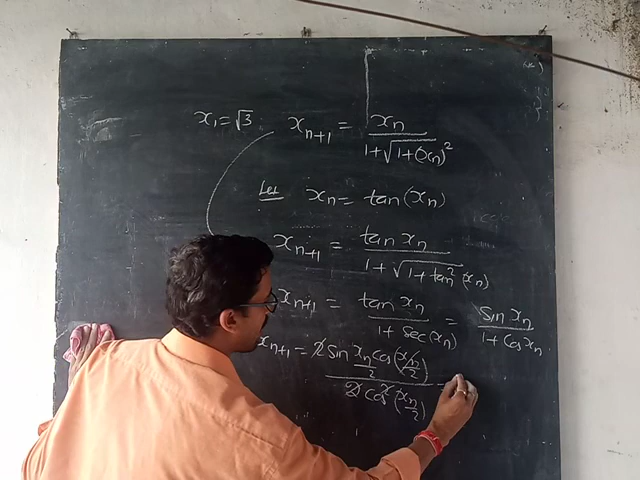 x₁ = √3 xₙ₊₁ = xₙ / (1+√(1+(xₙ)²))
Let xₙ = tan(xₙ)
xₙ₊₁ = tan xₙ / (1+√(1+tan²(xₙ)))
xₙ₊₁ = tan xₙ / (1+sec(xₙ)) = sin xₙ / (1+cos xₙ)
xₙ₊₁ = 2 sin xₙ/2 cos(xₙ/2) / (2 cos²(xₙ/2)) =